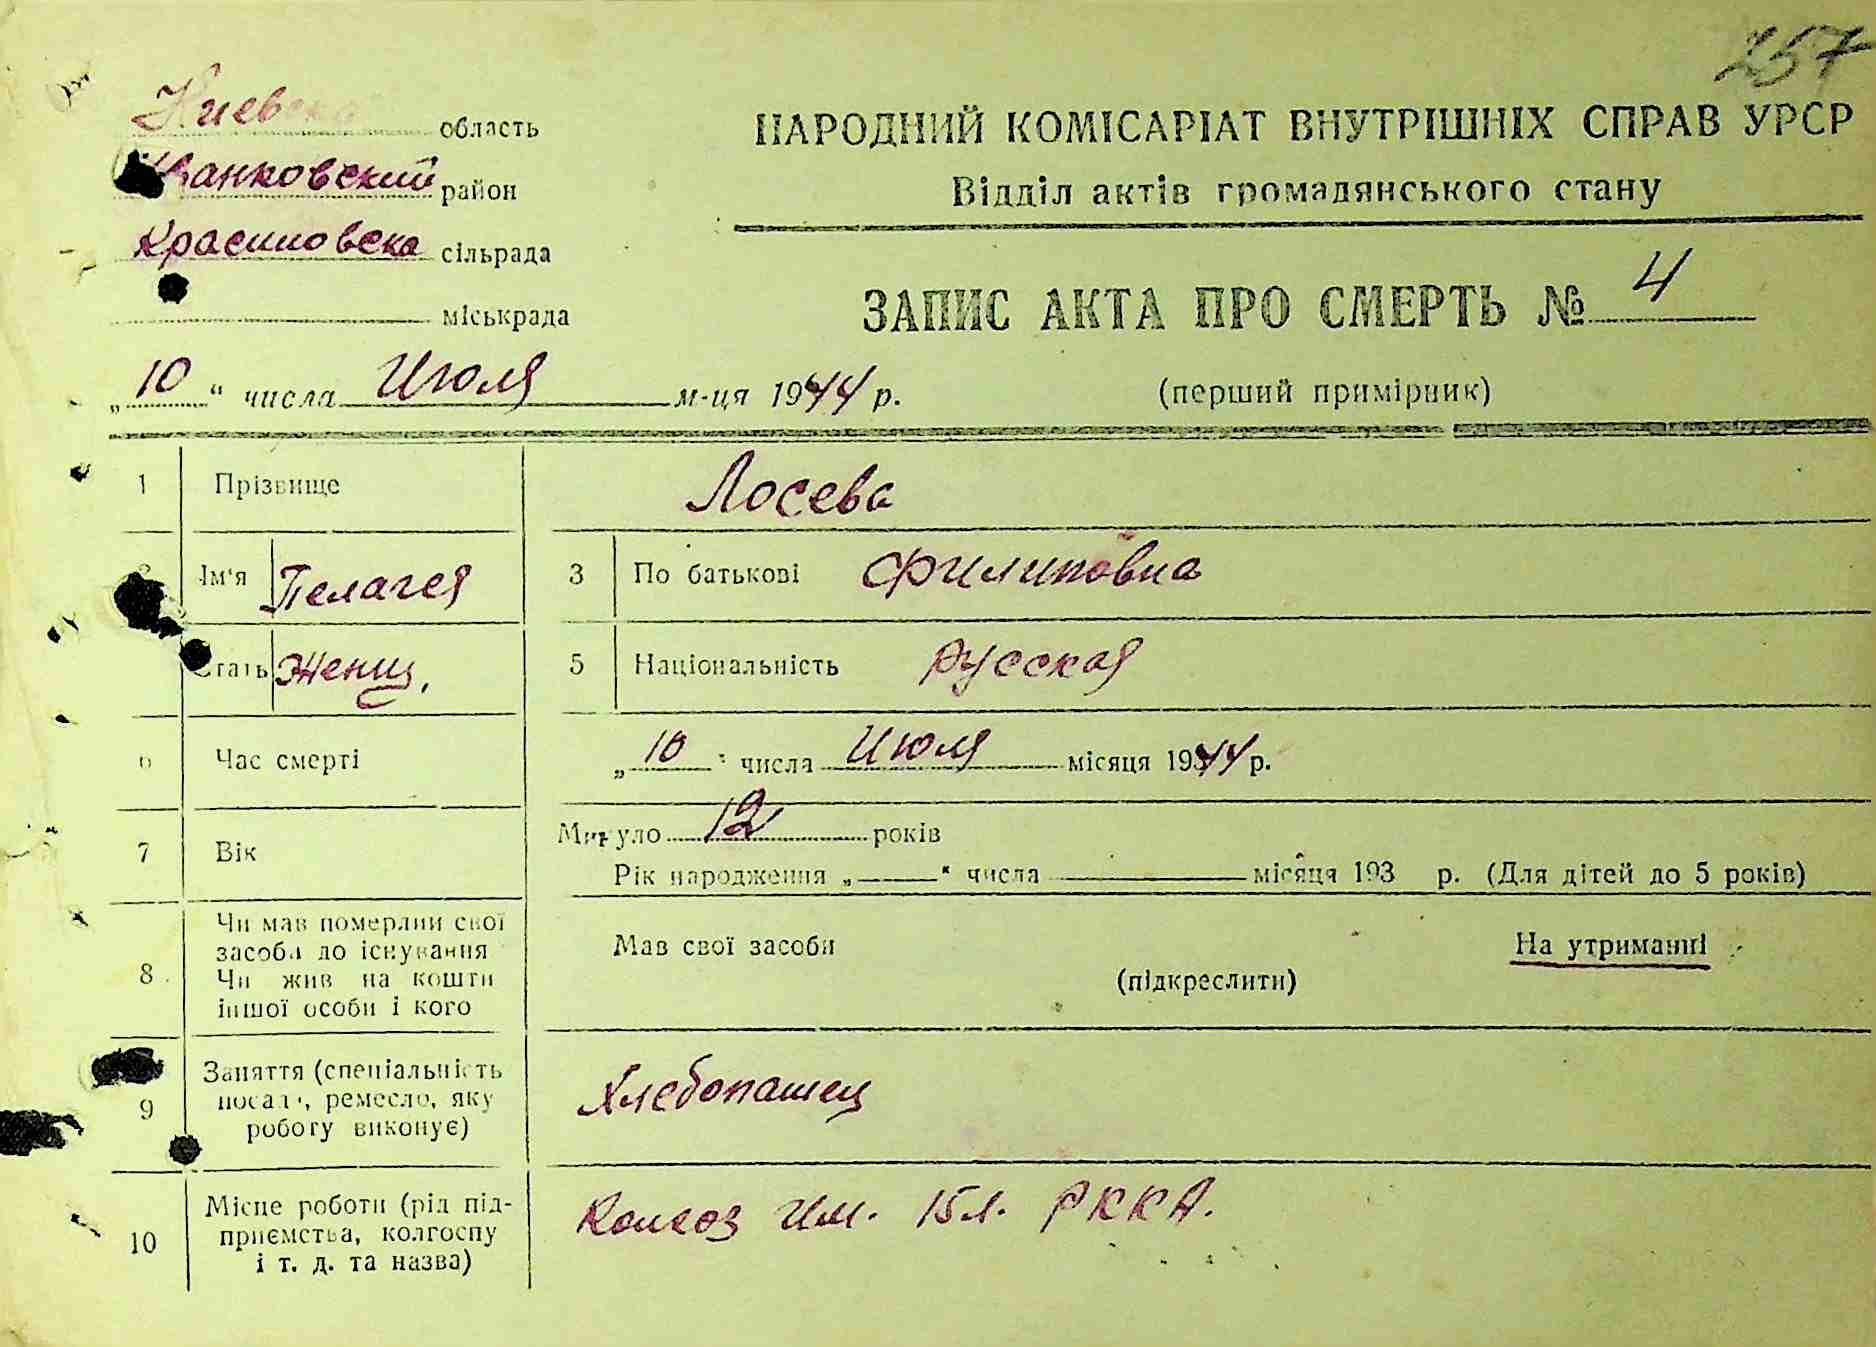 257
Киевска область
НАРОДНИЙ КОМІСАРІАТ ВНУТРІШНІХ СПРАВ УРСР
Иванковский район
Відділ актів громадянського стану
сільрада
міськрада
ЗАПИС АКТА ПРО СМЕРТЬ № 4
„10“ числа Июля м-ця 1944 р.
(перший примірник)
1 Прізвище Лосева
2 Ім'я Пелагея 3 По батькові Филиповна
Стать Женщ. 5 Національність Русская
6 Час смерті „10" числа Июля місяця 1944 р.
7 Вік Минуло 12 років
Рік народження „ “ числа місяця 193 р. (Для дітей до 5 років)
8 Чи мав померлий свої
засоби до існування
Чи жив на кошти
іншої особи і кого
Мав свої засоби На утриманні
(підкреслити)
9 Заняття (спеціальність
посада, ремесло, яку
роботу виконує)
Хлебопашец
10 Місце роботи (рід під-
приємства, колгоспу
і т. д. та назва)
Колхоз Им. 15 л. РККА.